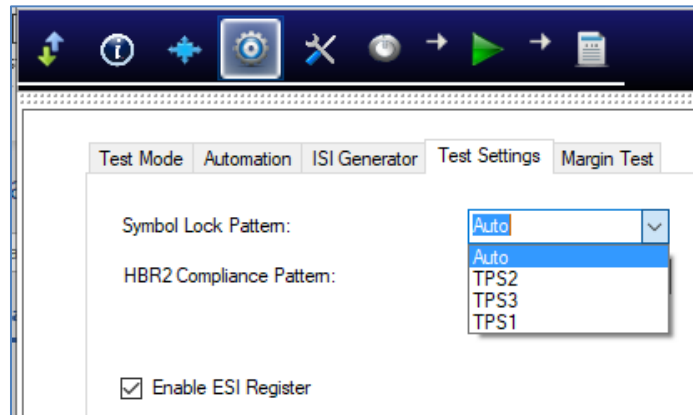 Test Mode Automation ISI Generator Test Settings Margin Test
Symbol Lock Pattern: Auto
Auto
HBR2 Compliance Pattern:
TPS2
TPS3
TPS1
Enable ESI Register